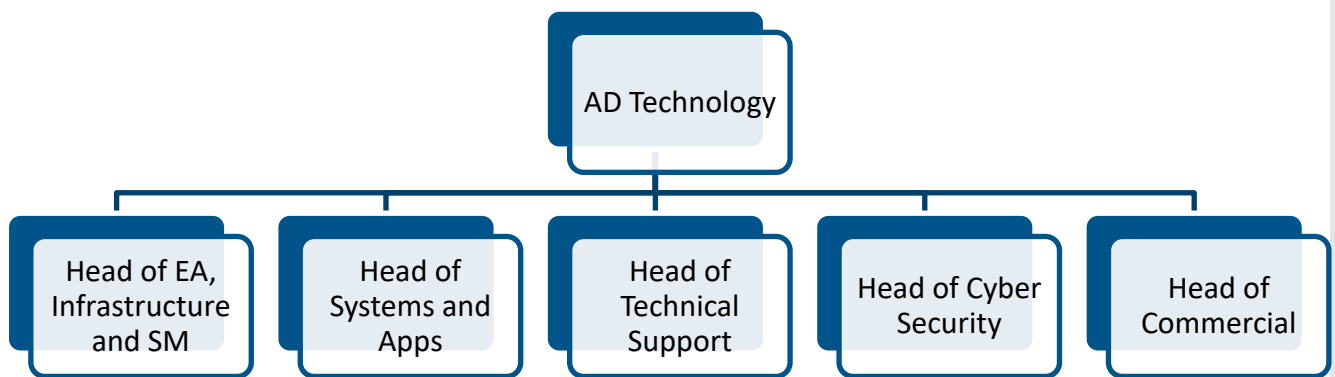 AD Technology
Head of EA,
Infrastructure
and SM
Head of
Systems and
Apps
Head of
Technical
Support
Head of Cyber
Security
Head of
Commercial